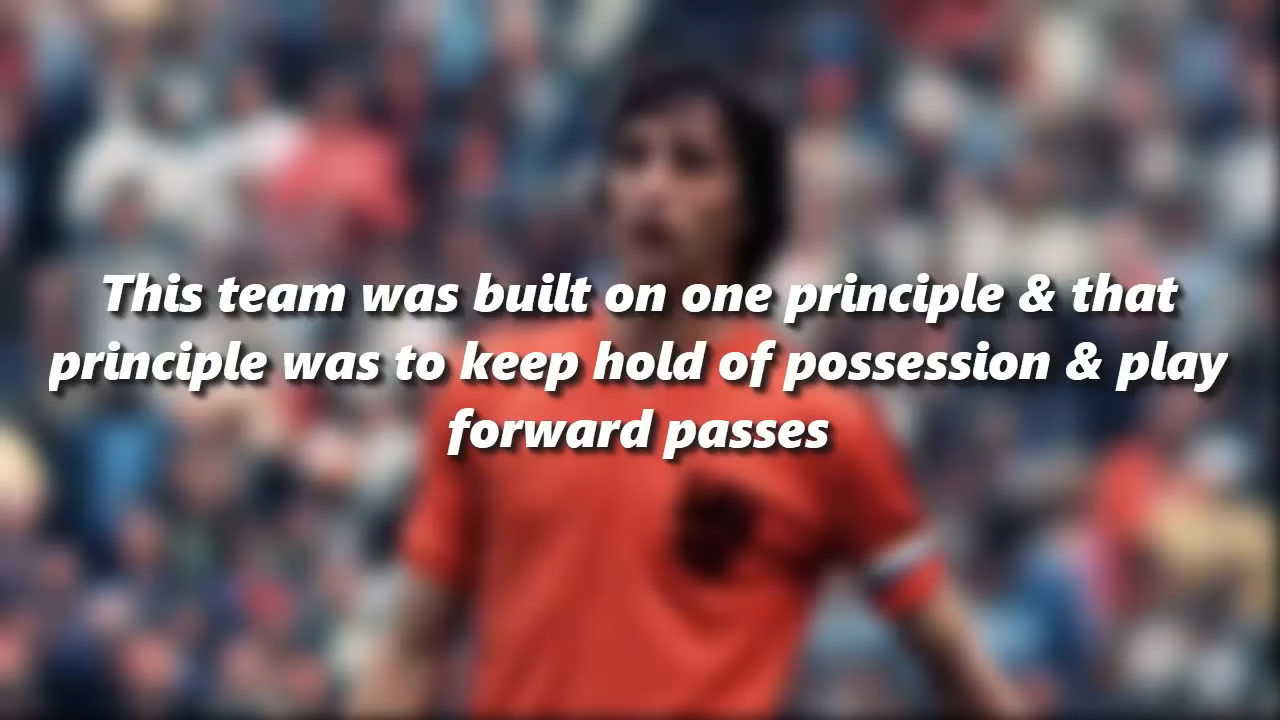 This team was built on one principle & that
principle was to keep hold of possession & play
forward passes